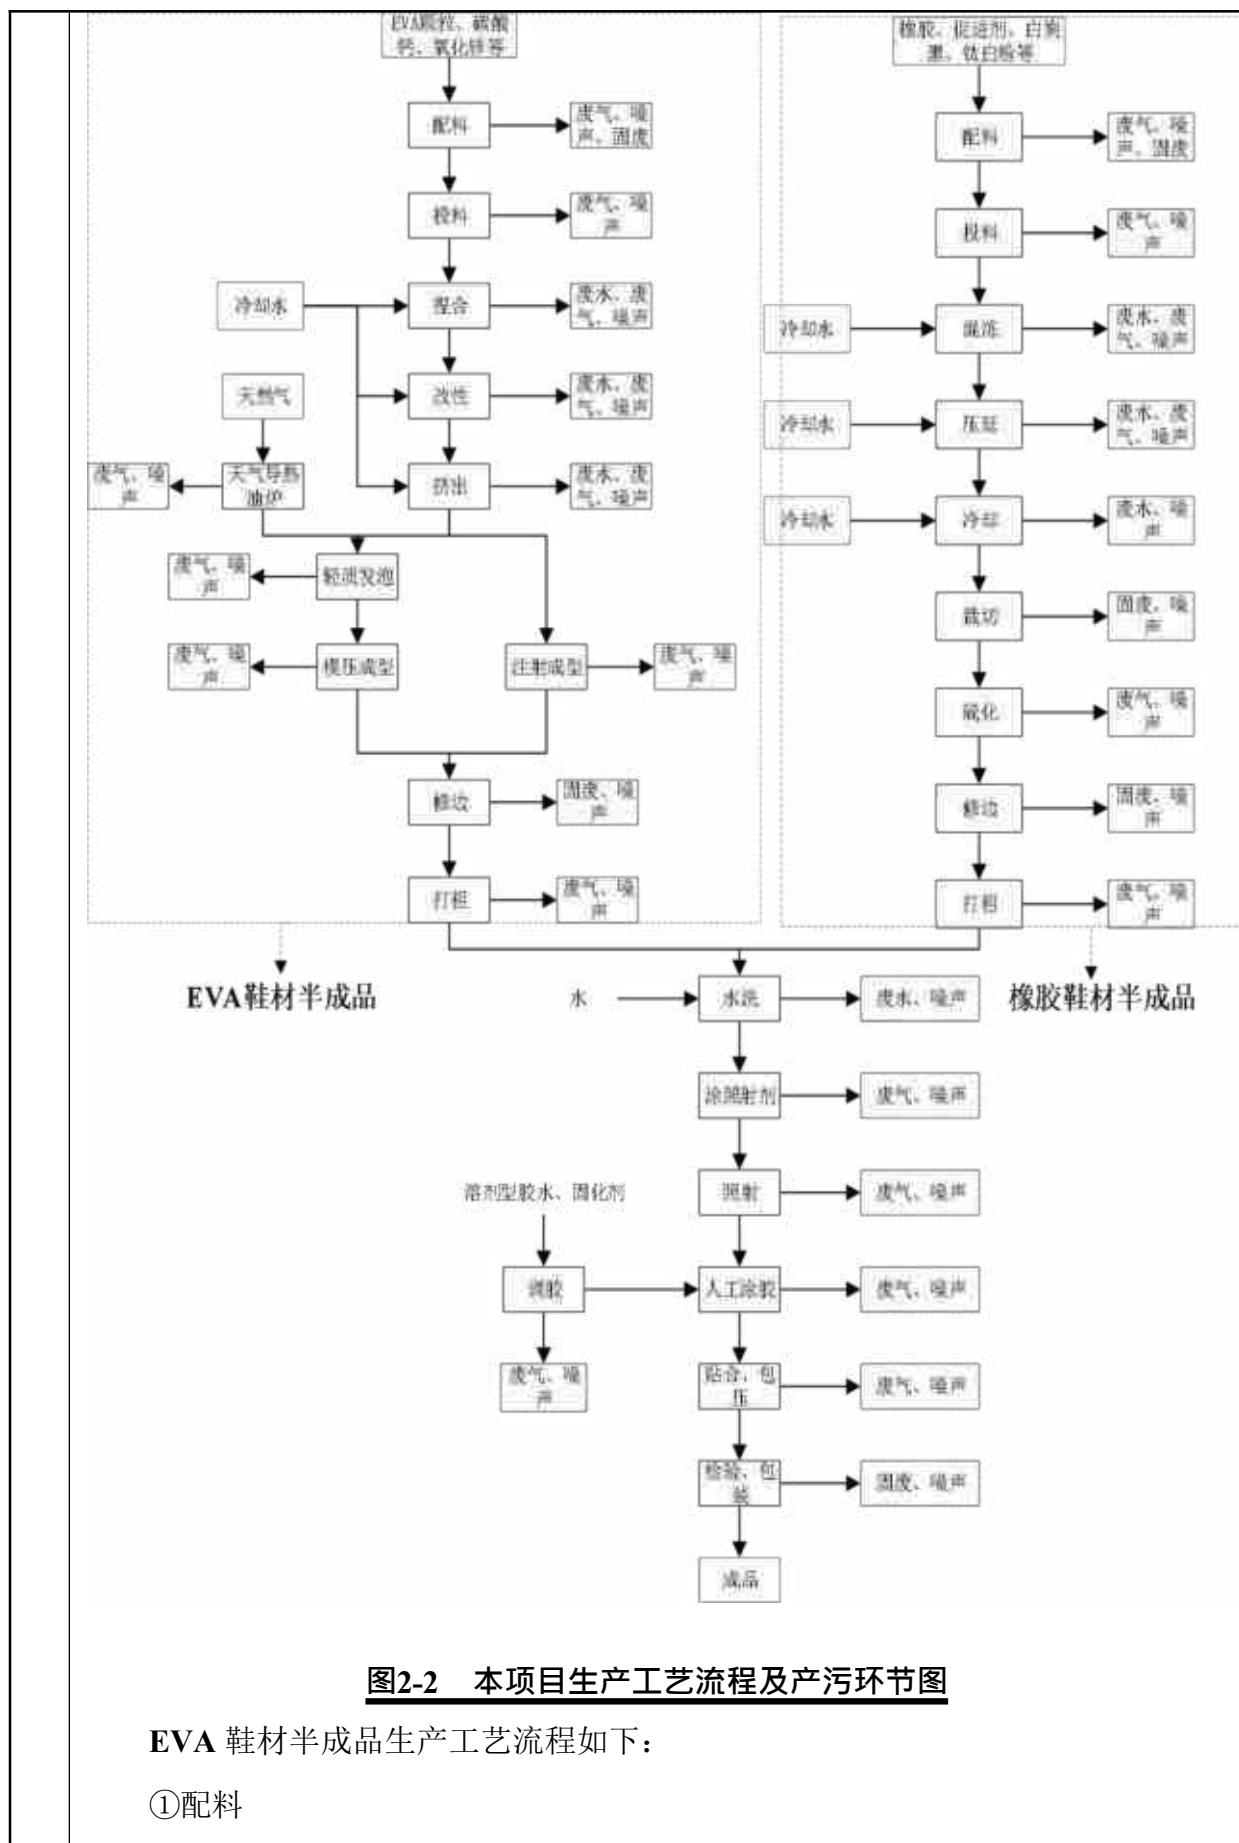 EVA颗粒、碳酸
钙、氧化锌等
配料
废气、噪
声、固废
投料
废气、噪
声
冷却水
捏合
废水、废
气、噪声
天然气
改性
废水、废
气、噪声
废气、噪
声
天气导热
油炉
挤出
废水、废
气、噪声
废气、噪
声
轻质发泡
废气、噪
声
模压成型
注射成型
废气、噪
声
修边
固废、噪
声
打粗
废气、噪
声
EVA鞋材半成品
橡胶、促进剂、白炭
黑、钛白粉等
配料
废气、噪
声、固废
投料
废气、噪
声
冷却水
混炼
废水、废
气、噪声
冷却水
压延
废水、废
气、噪声
冷却水
冷却
废水、噪
声
裁切
固废、噪
声
硫化
废气、噪
声
修边
固废、噪
声
打粗
废气、噪
声
橡胶鞋材半成品
水
水洗
废水、噪声
涂照射剂
废气、噪声
照射
废气、噪声
溶剂型胶水、固化剂
调胶
废气、噪
声
人工涂胶
废气、噪声
贴合、包
压
废气、噪声
检验、包
装
固废、噪声
成品
图2-2 本项目生产工艺流程及产污环节图
EVA 鞋材半成品生产工艺流程如下：
①配料